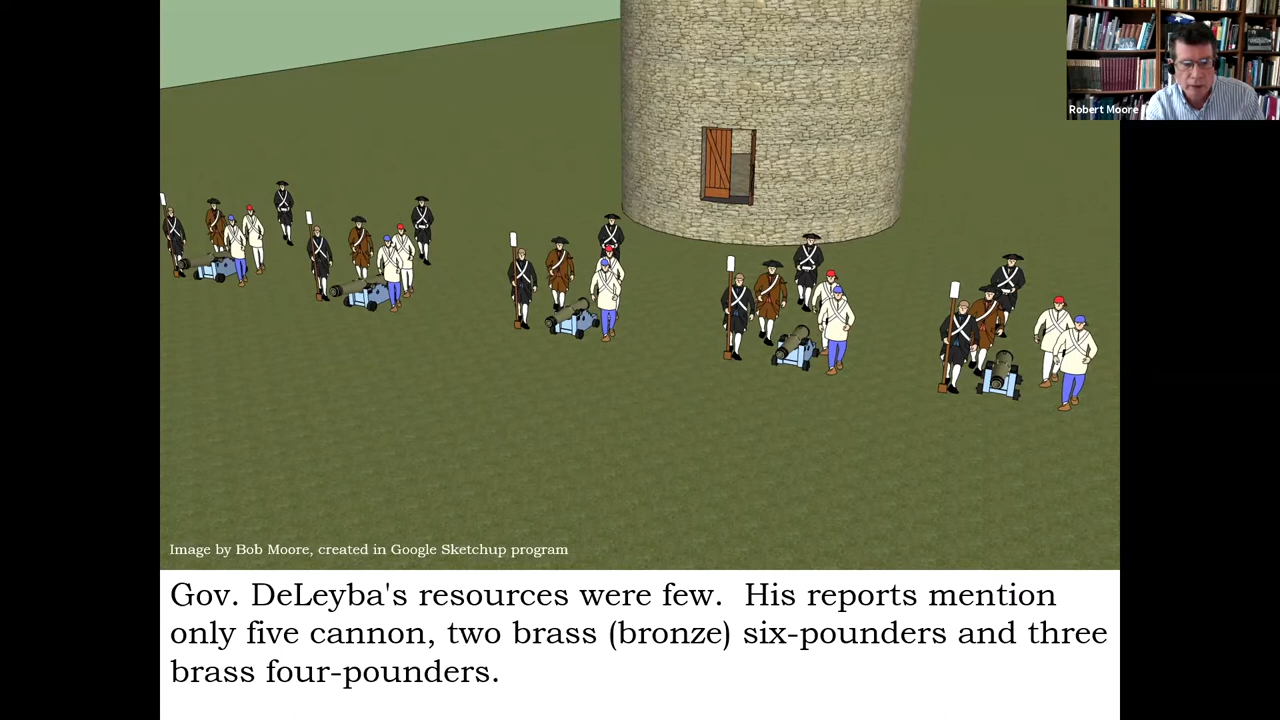 Robert Moore
Image by Bob Moore, created in Google Sketchup program
Gov. DeLeyba's resources were few.  His reports mention
only five cannon, two brass (bronze) six-pounders and three
brass four-pounders.